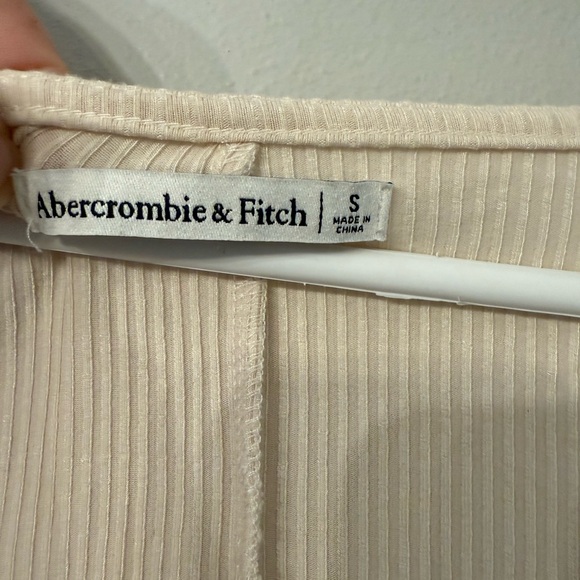 Abercrombie & Fitch | S
MADE IN
CHINA